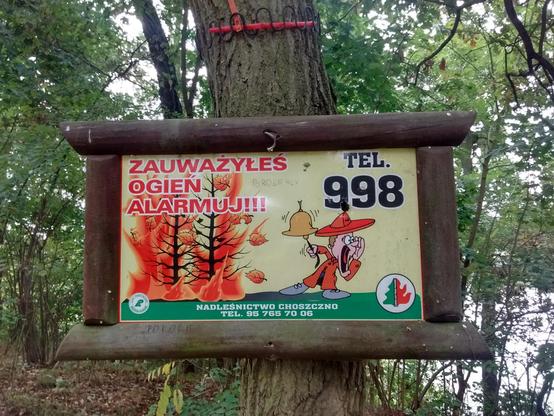 ZAUWAŻYŁEŚ
OGIEŃ
ALARMUJ!!!
TEL.
998
NADLEŚNICTWO CHOSZCZNO
TEL. 95 765 70 06